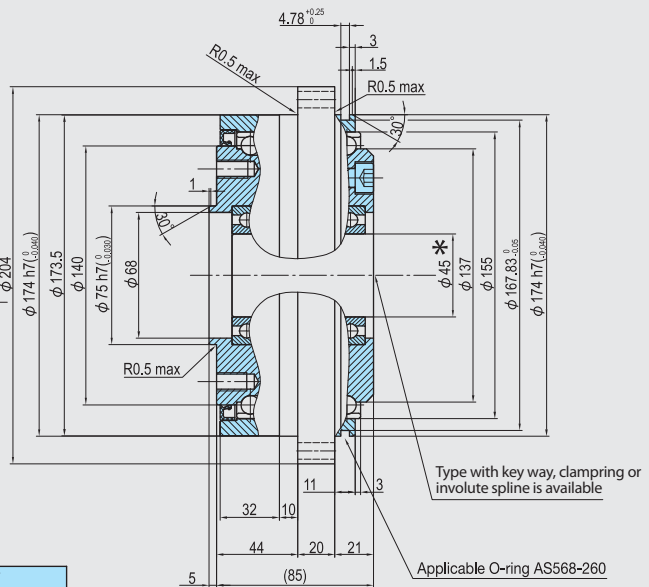 4.78 +0.25 0
3
1.5
R0.5 max
R0.5 max
30°
1
30°
φ204
φ174 h7( 0 -0.040)
φ173.5
φ140
φ75 h7( 0 -0.030)
φ68
φ45 *
φ137
φ155
φ167.83 0 -0.05
φ174 h7( 0 -0.040)
R0.5 max
Type with key way, clampring or
involute spline is available
11
3
32
10
44
20
21
Applicable O-ring AS568-260
5
(85)